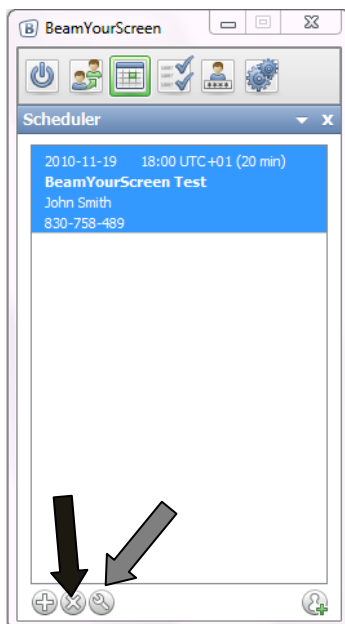 BeamYourScreen
Scheduler
2010-11-19 18:00 UTC+01 (20 min)
BeamYourScreen Test
John Smith
830-758-489